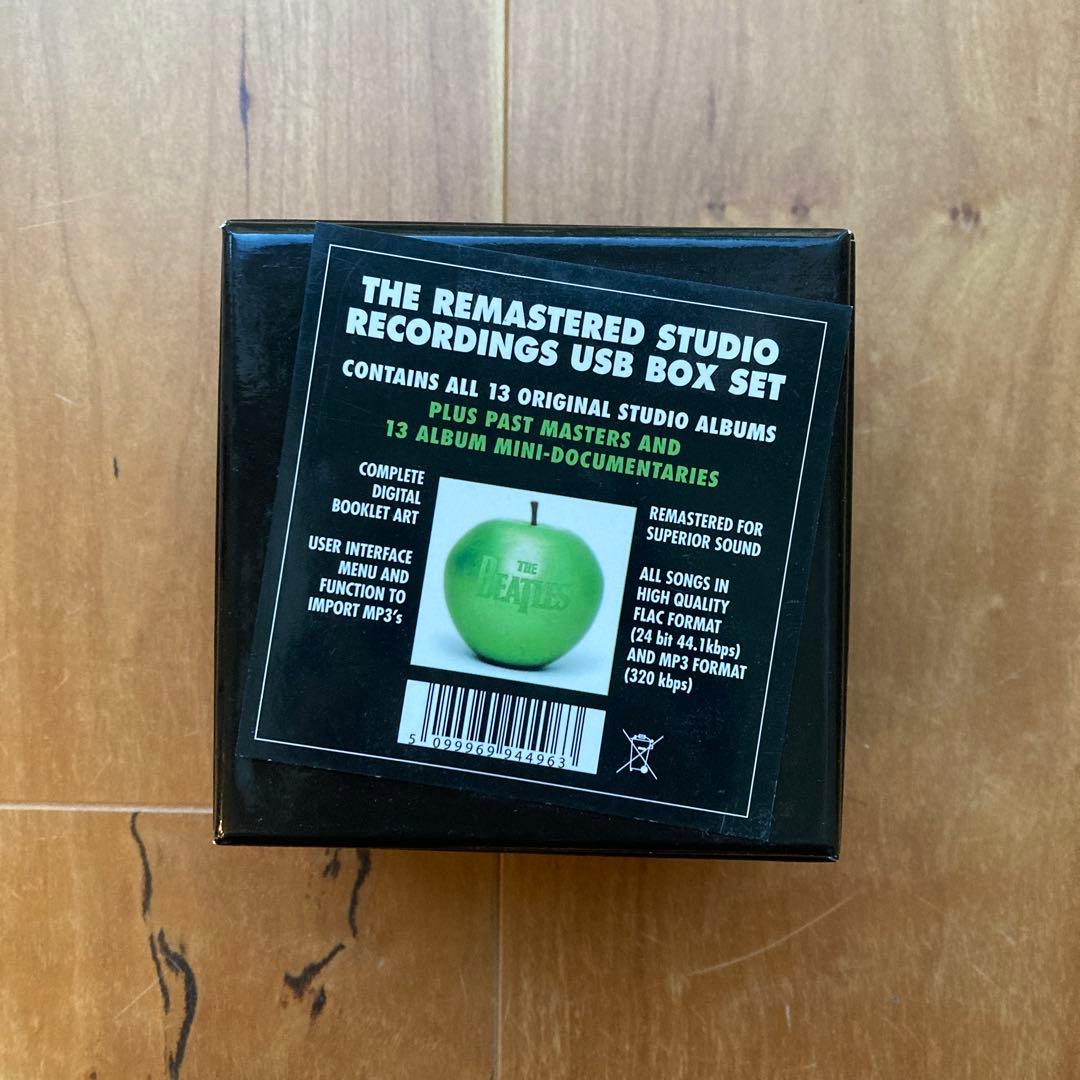 THE REMASTERED STUDIO
RECORDINGS USB BOX SET
CONTAINS ALL 13 ORIGINAL STUDIO ALBUMS
PLUS PAST MASTERS AND
13 ALBUM MINI-DOCUMENTARIES
COMPLETE
DIGITAL
BOOKLET ART
USER INTERFACE
MENU AND
FUNCTION TO
IMPORT MP3's
THE
BEATLES
REMASTERED FOR
SUPERIOR SOUND
ALL SONGS IN
HIGH QUALITY
FLAC FORMAT
(24 bit 44.1kbps)
AND MP3 FORMAT
(320 kbps)
5 099969 944963